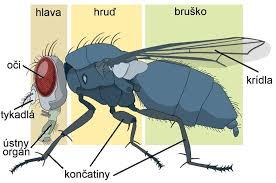 hlava
hruď
bruško
oči
krídla
tykadlá
ústny
orgán
končatiny